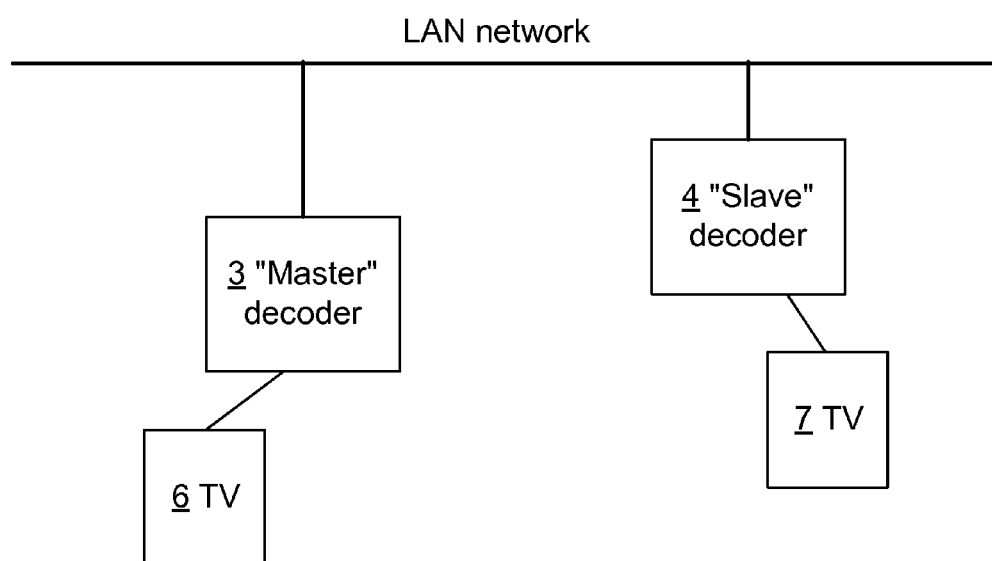 LAN network
4 "Slave"
decoder
3 "Master"
decoder
7 TV
6 TV